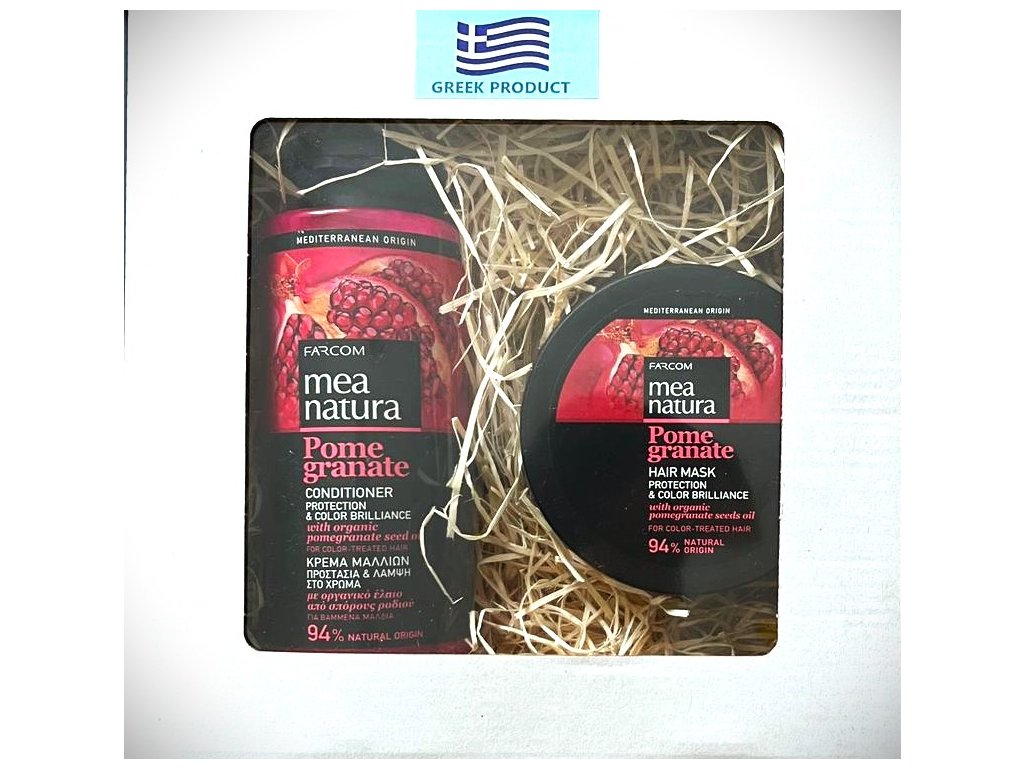 GREEK PRODUCT
MEDITERRANEAN ORIGIN
FARCOM
mea
natura
Pome
granate
CONDITIONER
PROTECTION
& COLOR BRILLIANCE
with organic
pomegranate seed
FOR COLOR-TREATED HAIR
ΚΡΕΜΑ ΜΑΛΛΙΩΝ
ΠΡΟΣΤΑΣΙΑ & ΛΑΜΨΗ
ΣΤΟ ΧΡΩΜΑ
με οργανικό έλαιο
από σπόρους ροδιού
ΓΙΑ ΒΑΜΜΕΝΑ ΜΑΛΛΙΑ
94% NATURAL ORIGIN
MEDITERRANEAN ORIGIN
FARCOM
mea
natura
Pome
granate
HAIR MASK
PROTECTION
& COLOR BRILLIANCE
with organic
pomegranate seeds oil
FOR COLOR-TREATED HAIR
94% NATURAL
ORIGIN